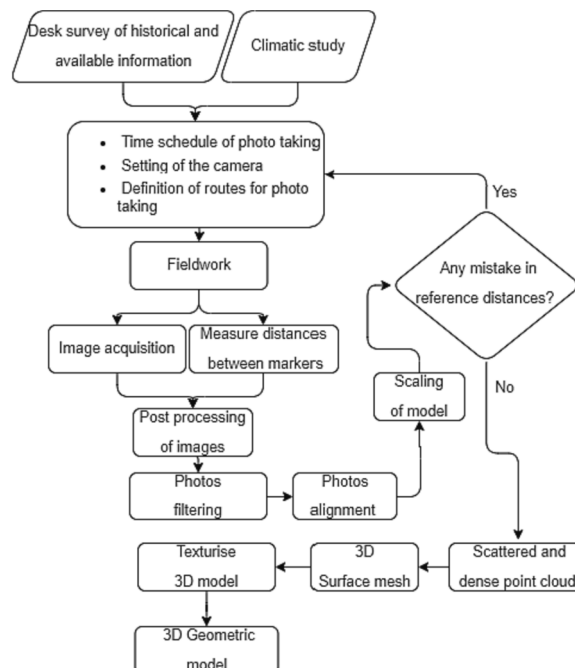 Desk survey of historical and
available information
Climatic study
Time schedule of photo taking
Setting of the camera
Definition of routes for photo
taking
Yes
Fieldwork
Any mistake in
reference distances?
Image acquisition
Measure distances
between markers
Scaling
of model
No
Post processing
of images
Photos
filtering
Photos
alignment
Texturise
3D model
3D
Surface mesh
Scattered and
dense point cloud
3D Geometric
model